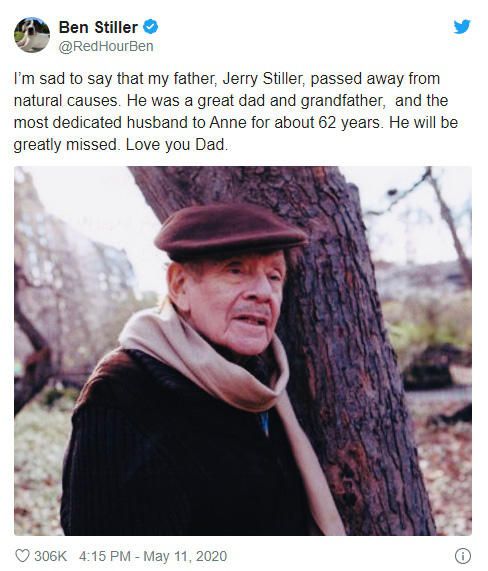 Ben Stiller
@RedHourBen
I'm sad to say that my father, Jerry Stiller, passed away from
natural causes. He was a great dad and grandfather,  and the
most dedicated husband to Anne for about 62 years. He will be
greatly missed. Love you Dad.
306K 4:15 PM - May 11, 2020